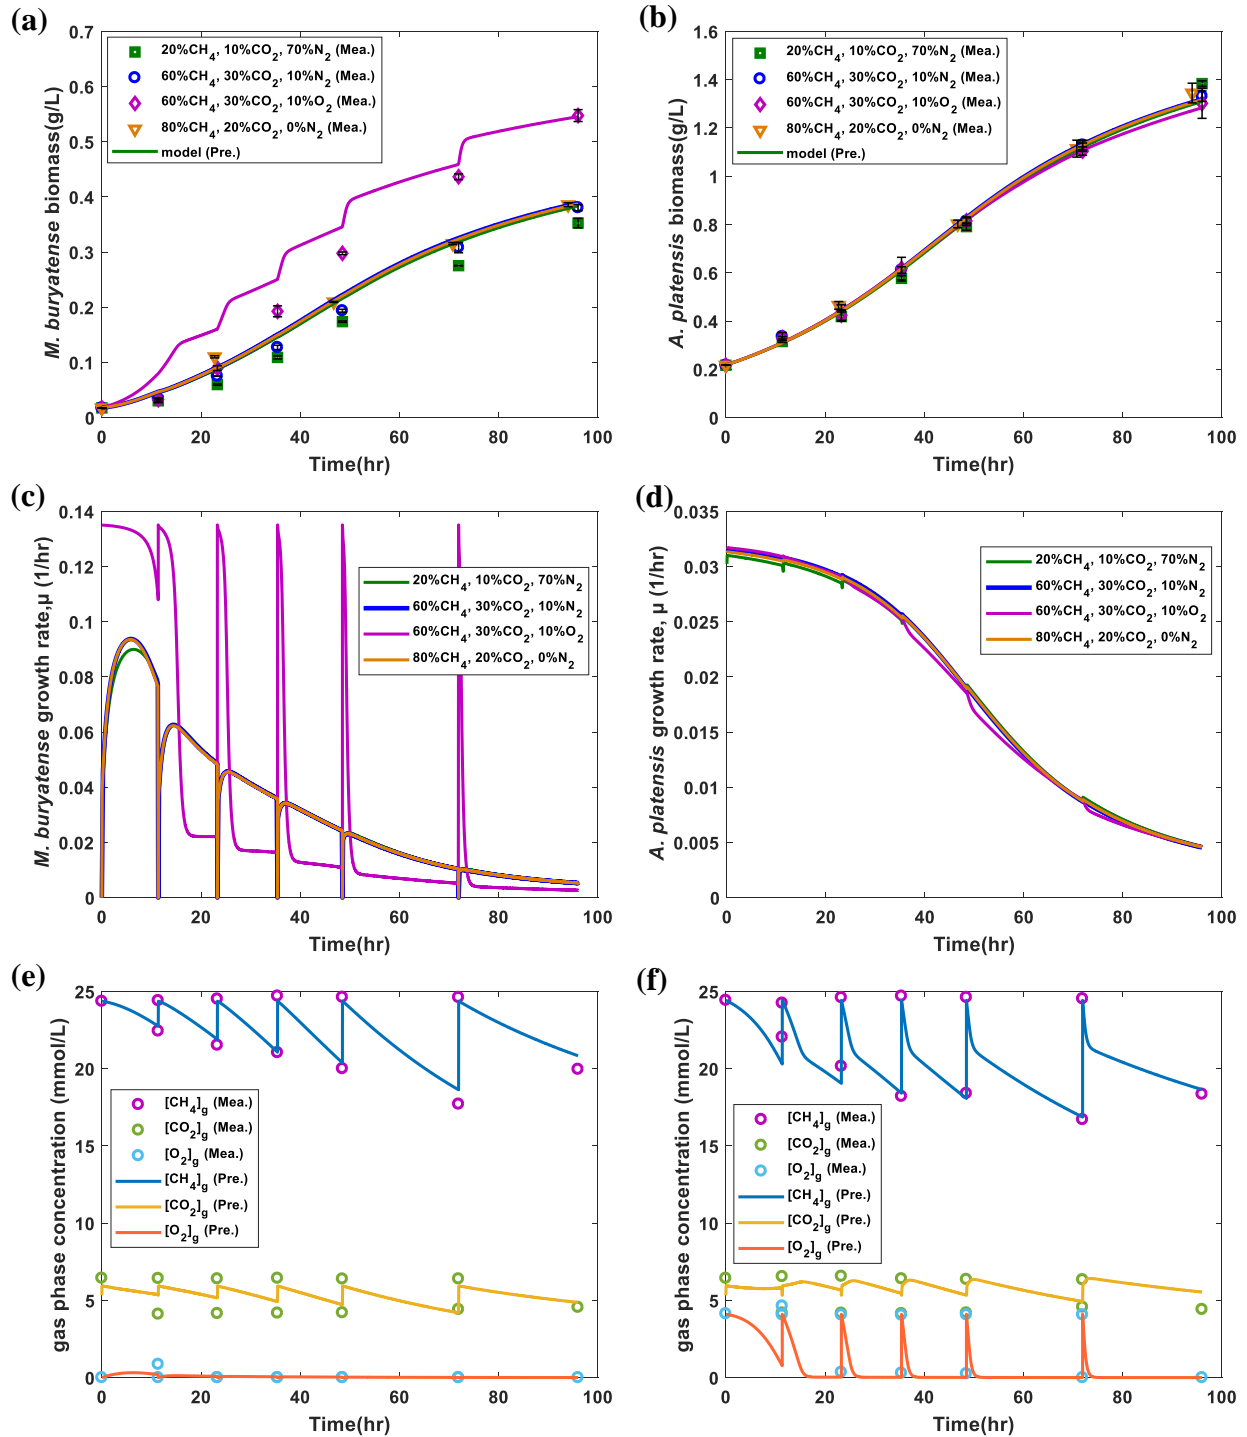 (a)
0.7
0.6
0.5
0.4
0.3
0.2
0.1
0
M. buryatense biomass(g/L)
20%CH4, 10%CO2, 70%N2 (Mea.)
60%CH4, 30%CO2, 10%N2 (Mea.)
60%CH4, 30%CO2, 10%O2 (Mea.)
80%CH4, 20%CO2, 0%N2 (Mea.)
model (Pre.)
0 20 40 60 80 100
Time(hr)
(b)
1.6
1.4
1.2
1
0.8
0.6
0.4
0.2
0
A. platensis biomass(g/L)
20%CH4, 10%CO2, 70%N2 (Mea.)
60%CH4, 30%CO2, 10%N2 (Mea.)
60%CH4, 30%CO2, 10%O2 (Mea.)
80%CH4, 20%CO2, 0%N2 (Mea.)
model (Pre.)
0 20 40 60 80 100
Time(hr)
(c)
0.14
0.12
0.1
0.08
0.06
0.04
0.02
0
M. buryatense growth rate,μ (1/hr)
20%CH4, 10%CO2, 70%N2
60%CH4, 30%CO2, 10%N2
60%CH4, 30%CO2, 10%O2
80%CH4, 20%CO2, 0%N2
0 20 40 60 80 100
Time(hr)
(d)
0.035
0.03
0.025
0.02
0.015
0.01
0.005
0
A. platensis growth rate, μ (1/hr)
20%CH4, 10%CO2, 70%N2
60%CH4, 30%CO2, 10%N2
60%CH4, 30%CO2, 10%O2
80%CH4, 20%CO2, 0%N2
0 20 40 60 80 100
Time(hr)
(e)
25
20
15
10
5
0
gas phase concentration (mmol/L)
[CH4]g (Mea.)
[CO2]g (Mea.)
[O2]g (Mea.)
[CH4]g (Pre.)
[CO2]g (Pre.)
[O2]g (Pre.)
0 20 40 60 80 100
Time(hr)
(f)
25
20
15
10
5
0
gas phase concentration (mmol/L)
[CH4]g (Mea.)
[CO2]g (Mea.)
[O2]g (Mea.)
[CH4]g (Pre.)
[CO2]g (Pre.)
[O2]g (Pre.)
0 20 40 60 80 100
Time(hr)